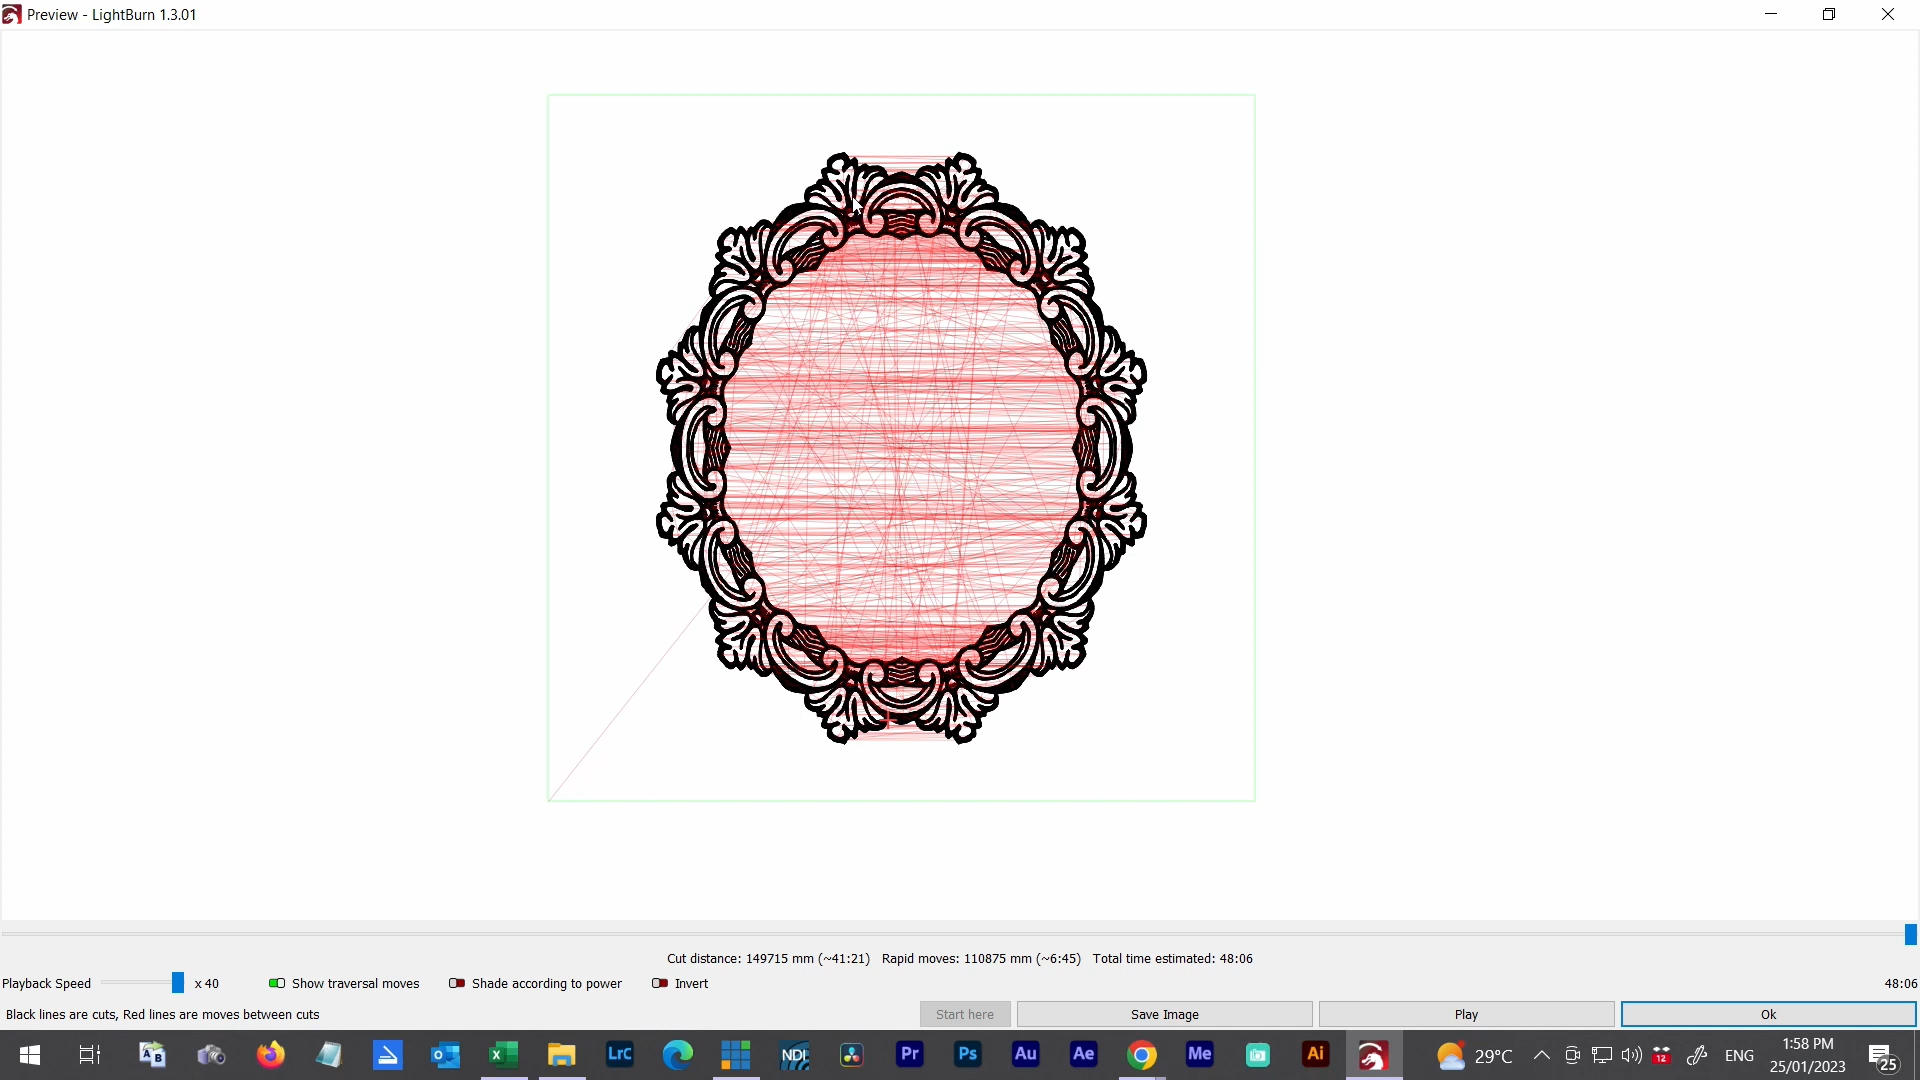 Preview - LightBurn 1.3.01
Cut distance: 149715 mm (~41:21) Rapid moves: 110875 mm (~6:45) Total time estimated: 48:06
Playback Speed x 40 Show traversal moves Shade according to power Invert 48:06
Black lines are cuts, Red lines are moves between cuts Start here Save Image Play Ok
A B LrC NDI Pr Ps Au Ae Me Ai 29°C 12 ENG 1:58 PM
25/01/2023 25